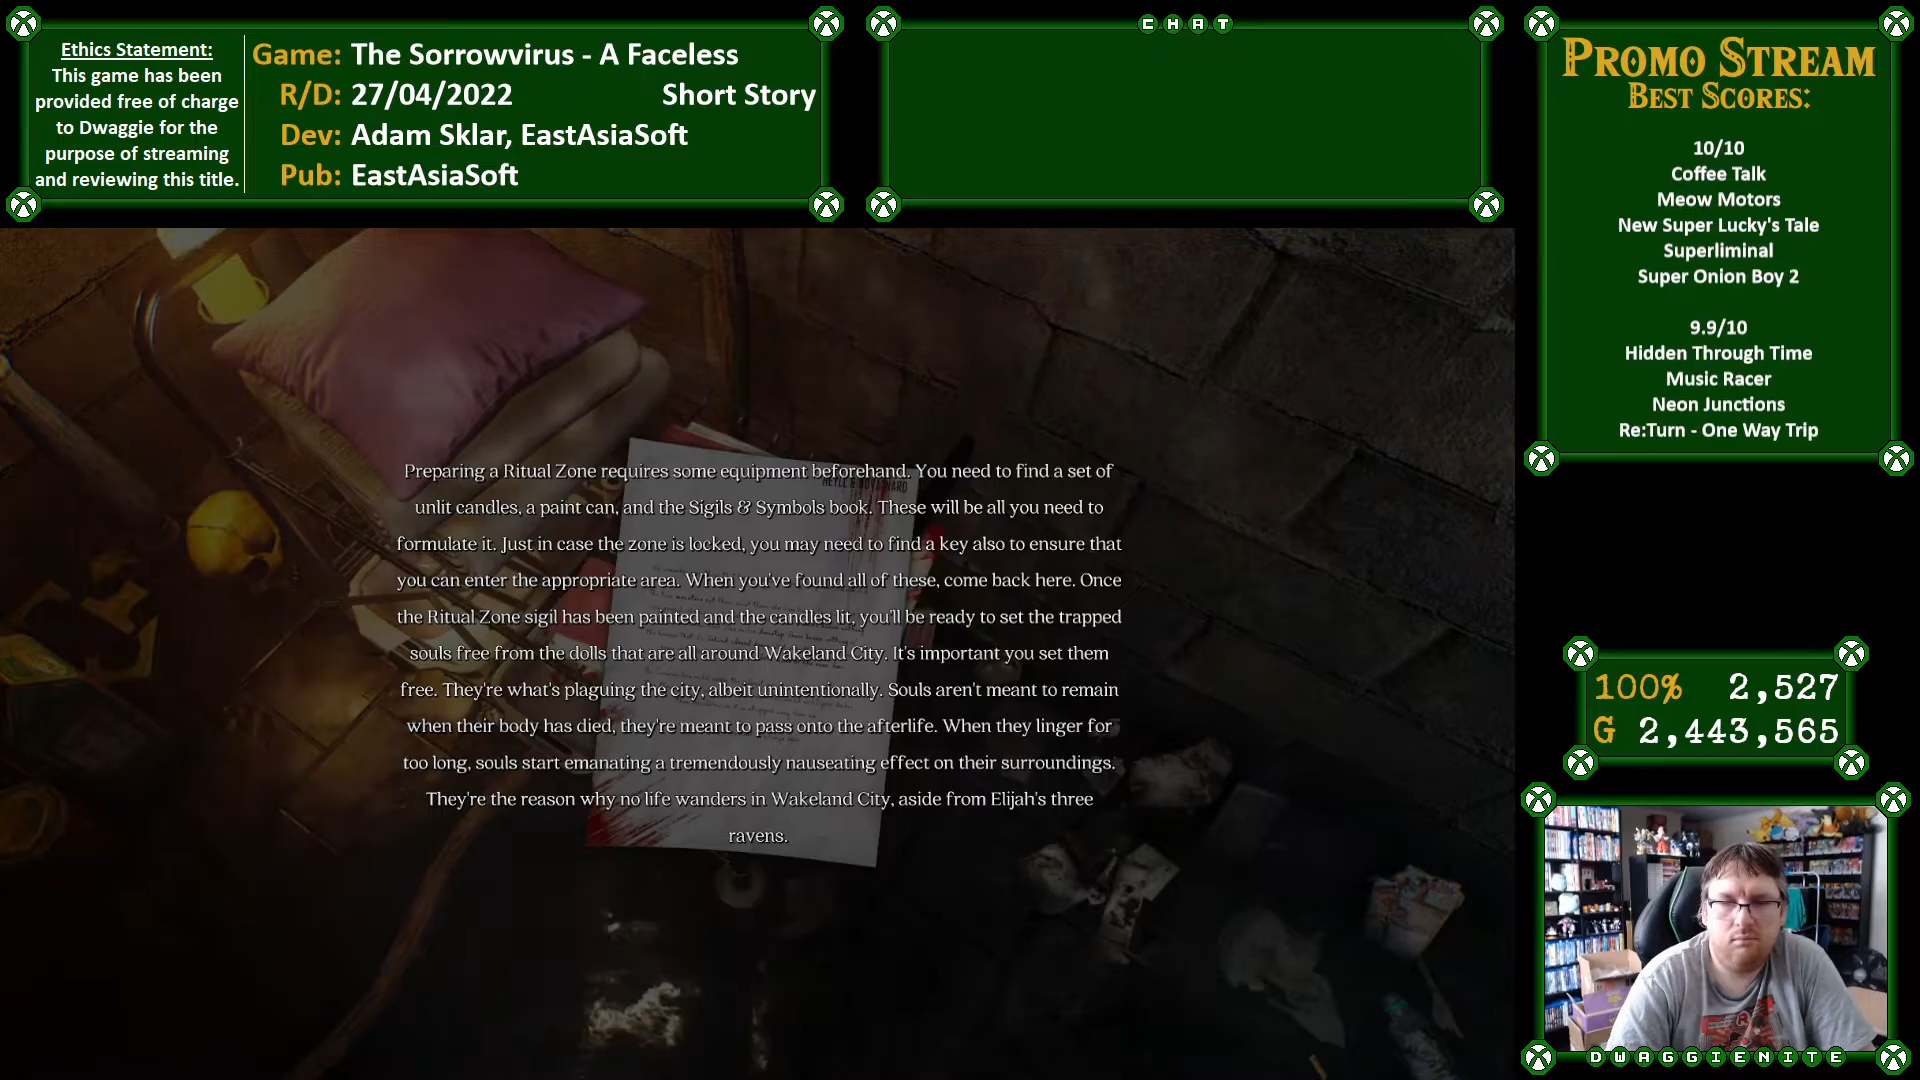 Ethics Statement:
This game has been
provided free of charge
to Dwaggie for the
purpose of streaming
and reviewing this title.
Game: The Sorrowvirus - A Faceless
R/D: 27/04/2022 Short Story
Dev: Adam Sklar, EastAsiaSoft
Pub: EastAsiaSoft
CHAT
PROMO STREAM
BEST SCORES:
10/10
Coffee Talk
Meow Motors
New Super Lucky's Tale
Superliminal
Super Onion Boy 2
9.9/10
Hidden Through Time
Music Racer
Neon Junctions
Re:Turn - One Way Trip
Preparing a Ritual Zone requires some equipment beforehand. You need to find a set of
unlit candles, a paint can, and the Sigils & Symbols book. These will be all you need to
formulate it. Just in case the zone is locked, you may need to find a key also to ensure that
you can enter the appropriate area. When you've found all of these, come back here. Once
the Ritual Zone sigil has been painted and the candles lit, you'll be ready to set the trapped
souls free from the dolls that are all around Wakeland City. It's important you set them
free. They're what's plaguing the city, albeit unintentionally. Souls aren't meant to remain
when their body has died, they're meant to pass onto the afterlife. When they linger for
too long, souls start emanating a tremendously nauseating effect on their surroundings.
They're the reason why no life wanders in Wakeland City, aside from Elijah's three
ravens.
100% 2,527
G 2,443,565
DWAGGIENITE